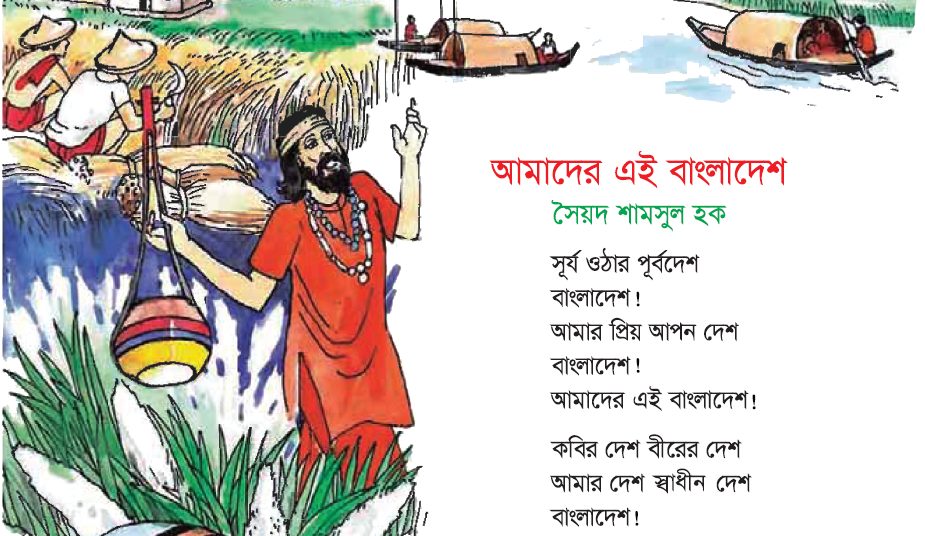 আমাদের এই বাংলাদেশ
সৈয়দ শামসুল হক
সূর্য ওঠার পূর্বদেশ
বাংলাদেশ!
আমার প্রিয় আপন দেশ
বাংলাদেশ!
আমাদের এই বাংলাদেশ!
কবির দেশ বীরের দেশ
আমার দেশ স্বাধীন দেশ
বাংলাদেশ!